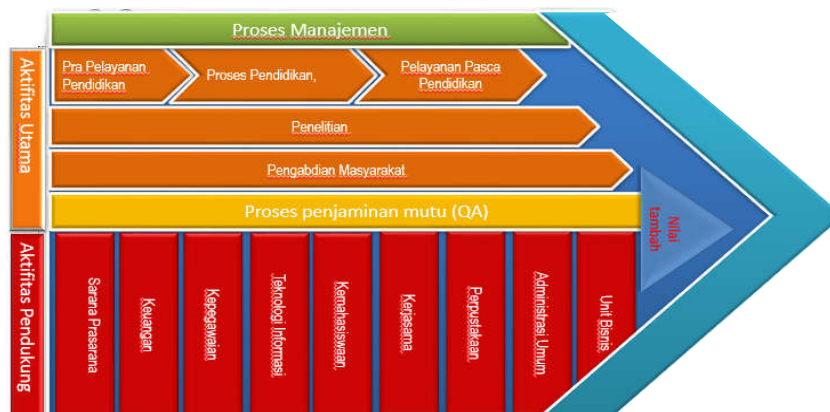 Proses Manajemen
Aktifitas Utama
Pra Pelayanan
Pendidikan
Proses Pendidikan,
Pelayanan Pasca
Pendidikan
Penelitian
Pengabdian Masyarakat
Proses penjaminan mutu (QA)
Nilai
tambah
Aktifitas Pendukung
Sarana Prasarana
Keuangan
Kepegawaian
Teknologi Informasi
Kemahasiswaan,
Kerjasama,
Perpustakaan,
Administrasi Umum
Unit Bisnis,